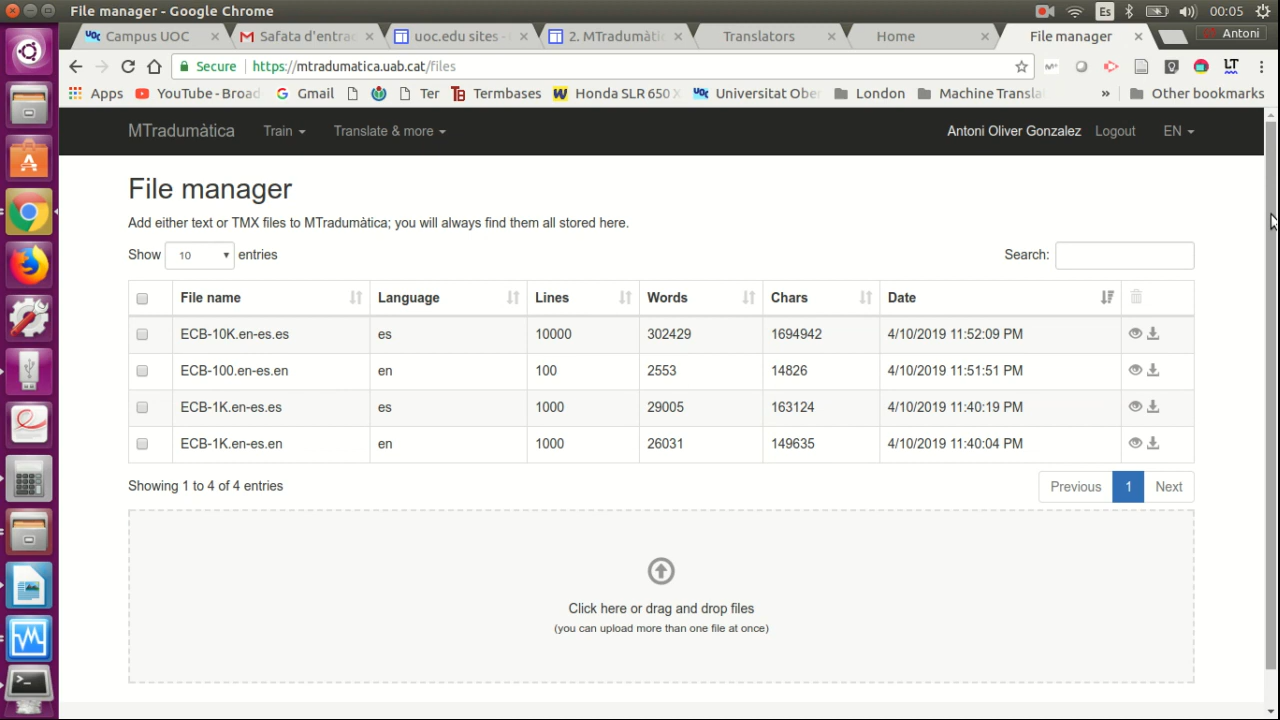 File manager - Google Chrome
Es
00:05
Campus UOC
Safata d'entra
uoc.edu sites -
2. MTradumàti
Translators
Home
File manager
Antoni
Secure
https://mtradumatica.uab.cat/files
LT
Apps
YouTube - Broad
Gmail
Ter
Termbases
Honda SLR 650
Universitat Ober
London
Machine Transla
»
Other bookmarks
MTradumàtica
Train
Translate & more
Antoni Oliver Gonzalez
Logout
EN
File manager
Add either text or TMX files to MTradumàtica; you will always find them all stored here.
Show 10 entries
Search:
File name Language Lines Words Chars Date
ECB-10K.en-es.es es 10000 302429 1694942 4/10/2019 11:52:09 PM
ECB-100.en-es.en en 100 2553 14826 4/10/2019 11:51:51 PM
ECB-1K.en-es.es es 1000 29005 163124 4/10/2019 11:40:19 PM
ECB-1K.en-es.en en 1000 26031 149635 4/10/2019 11:40:04 PM
Showing 1 to 4 of 4 entries
Previous 1 Next
Click here or drag and drop files
(you can upload more than one file at once)